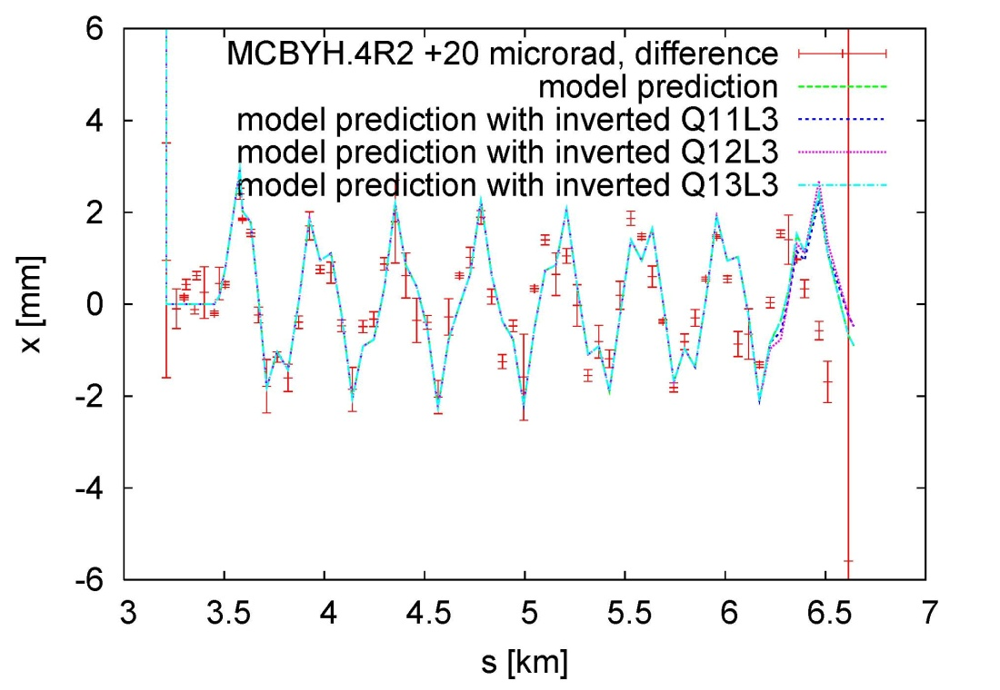 6
4
2
0
-2
-4
-6
x [mm]
MCBYH.4R2 +20 microrad, difference
model prediction
model prediction with inverted Q11L3
model prediction with inverted Q12L3
model prediction with inverted Q13L3
3 3.5 4 4.5 5 5.5 6 6.5 7
s [km]